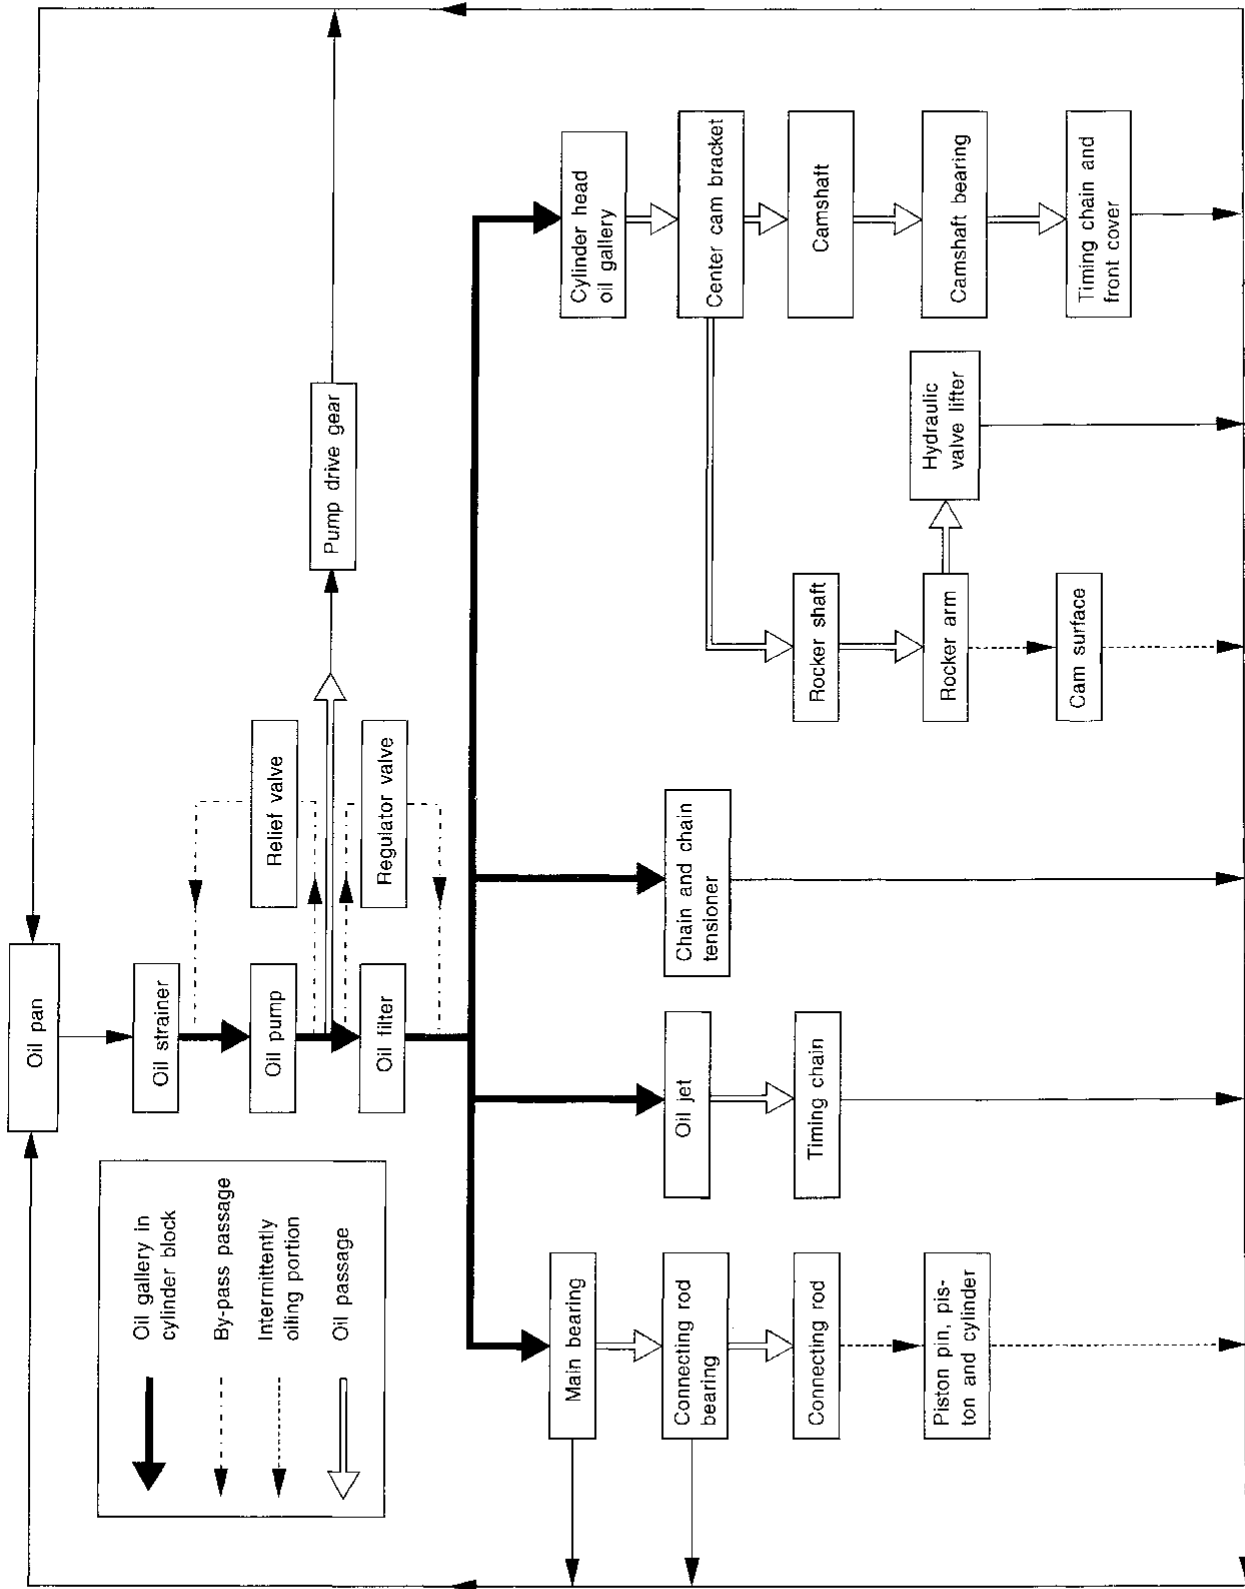 Oil pan
Oil strainer
Oil pump
Oil filter
Relief valve
Regulator valve
Pump drive gear
Oil gallery in
cylinder block
By-pass passage
Intermittently
oiling portion
Oil passage
Main bearing
Connecting rod
bearing
Connecting rod
Piston pin, pis-
ton and cylinder
Oil jet
Timing chain
Chain and chain
tensioner
Cylinder head
oil gallery
Center cam bracket
Camshaft
Camshaft bearing
Timing chain and
front cover
Rocker shaft
Rocker arm
Cam surface
Hydraulic
valve lifter